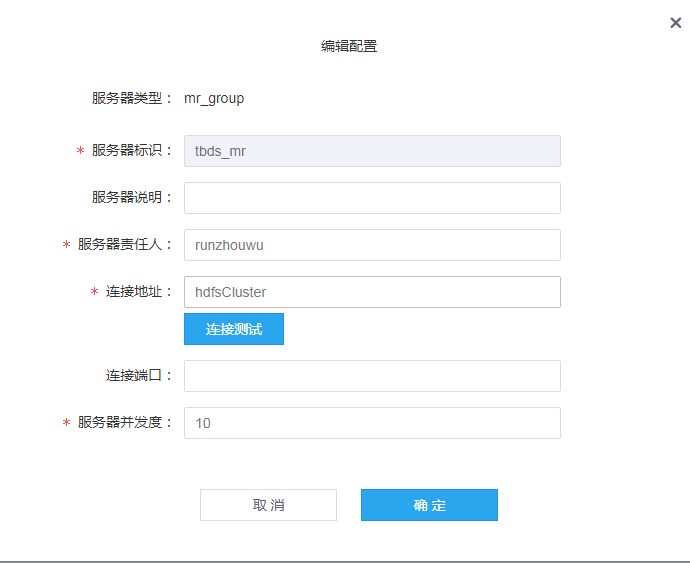 编辑配置
服务器类型： mr_group
* 服务器标识： tbds_mr
服务器说明：
* 服务器责任人： runzhouwu
* 连接地址： hdfsCluster
连接测试
连接端口：
* 服务器并发度： 10
取 消 确 定